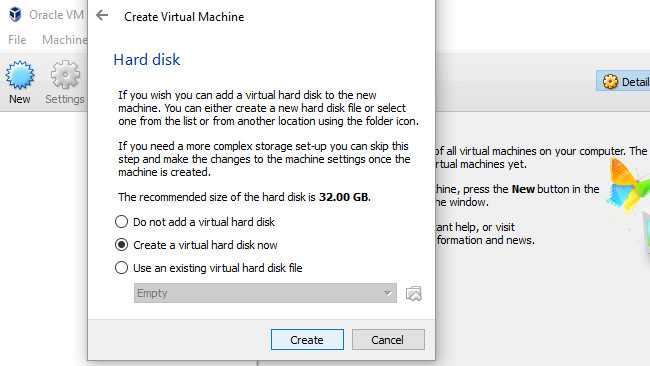 Oracle VM
Create Virtual Machine
File
Machine
New
Settings
Detail
Hard disk
If you wish you can add a virtual hard disk to the new
machine. You can either create a new hard disk file or select
one from the list or from another location using the folder icon.
If you need a more complex storage set-up you can skip this
step and make the changes to the machine settings once the
machine is created.
The recommended size of the hard disk is 32.00 GB.
Do not add a virtual hard disk
Create a virtual hard disk now
Use an existing virtual hard disk file
Empty
Create
Cancel
of all virtual machines on your computer. The
rtual machines yet.
hine, press the New button in the
he window.
tant help, or visit
formation and news.